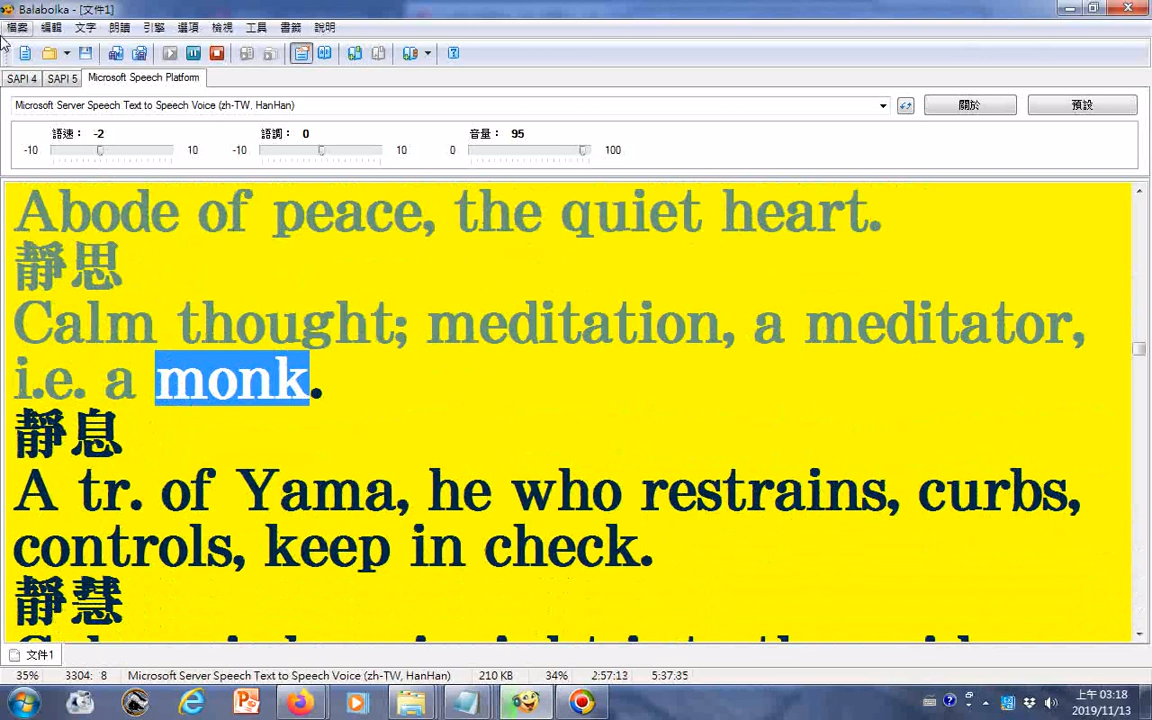 Balabolka - [文件1]
檔案 編輯 文字 朗讀 引擎 選項 檢視 工具 書籤 說明
SAPI 4 SAPI 5 Microsoft Speech Platform
Microsoft Server Speech Text to Speech Voice (zh-TW, HanHan) 關於 預設
語速： -2 語調： 0 音量： 95
-10 10 -10 10 0 100
Abode of peace, the quiet heart.
靜思
Calm thought; meditation, a meditator,
i.e. a monk.
靜息
A tr. of Yama, he who restrains, curbs,
controls, keep in check.
靜慧
文件1
35% 3304: 8 Microsoft Server Speech Text to Speech Voice (zh-TW, HanHan) 210 KB 34% 2:57:13 5:37:35
上午 03:18
2019/11/13